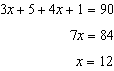 3x + 5 + 4x + 1 = 90
7x = 84
x = 12